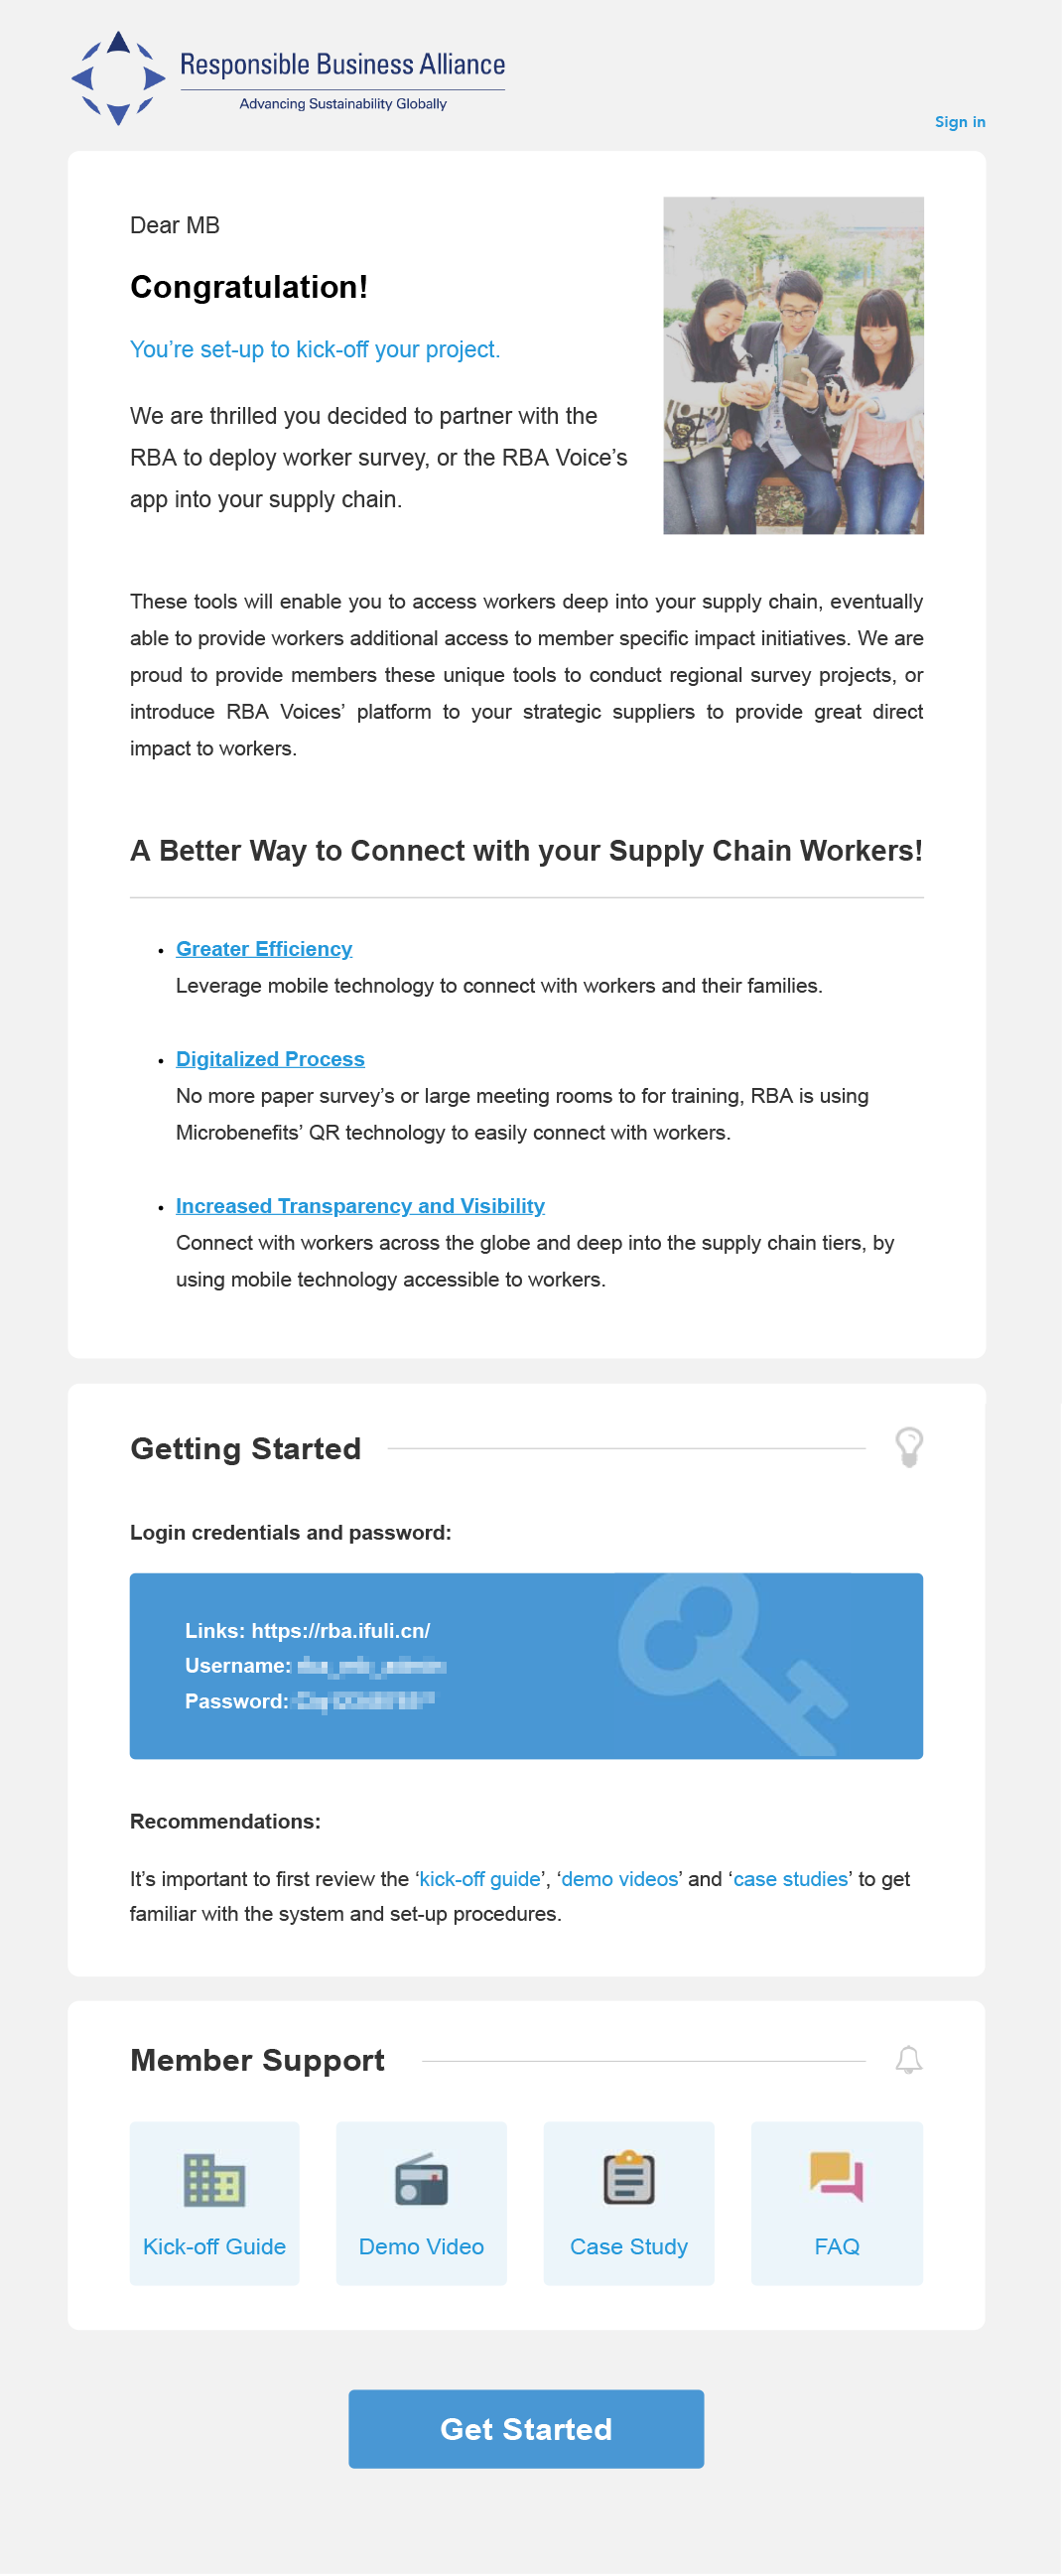 Responsible Business Alliance
Advancing Sustainability Globally
Sign in
Dear MB
Congratulation!
You're set-up to kick-off your project.
We are thrilled you decided to partner with the
RBA to deploy worker survey, or the RBA Voice's
app into your supply chain.
These tools will enable you to access workers deep into your supply chain, eventually
able to provide workers additional access to member specific impact initiatives. We are
proud to provide members these unique tools to conduct regional survey projects, or
introduce RBA Voices' platform to your strategic suppliers to provide great direct
impact to workers.
A Better Way to Connect with your Supply Chain Workers!
• Greater Efficiency
Leverage mobile technology to connect with workers and their families.
• Digitalized Process
No more paper survey's or large meeting rooms to for training, RBA is using
Microbenefits' QR technology to easily connect with workers.
• Increased Transparency and Visibility
Connect with workers across the globe and deep into the supply chain tiers, by
using mobile technology accessible to workers.
Getting Started
Login credentials and password:
Links: https://rba.ifuli.cn/
Username:
Password:
Recommendations:
It's important to first review the 'kick-off guide', 'demo videos' and 'case studies' to get
familiar with the system and set-up procedures.
Member Support
Kick-off Guide
Demo Video
Case Study
FAQ
Get Started